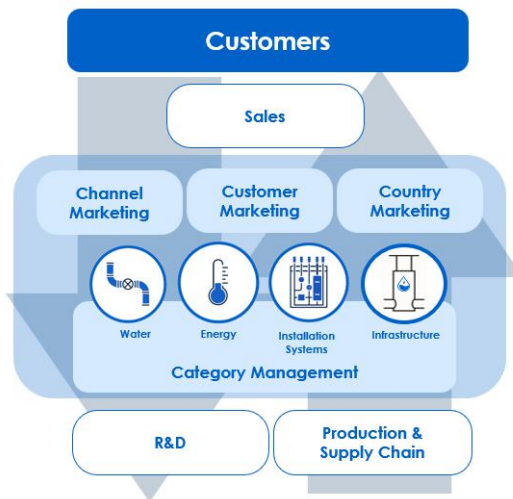 Customers
Sales
Channel
Marketing
Customer
Marketing
Country
Marketing
Water
Energy
Installation
Systems
Infrastructure
Category Management
R&D
Production &
Supply Chain